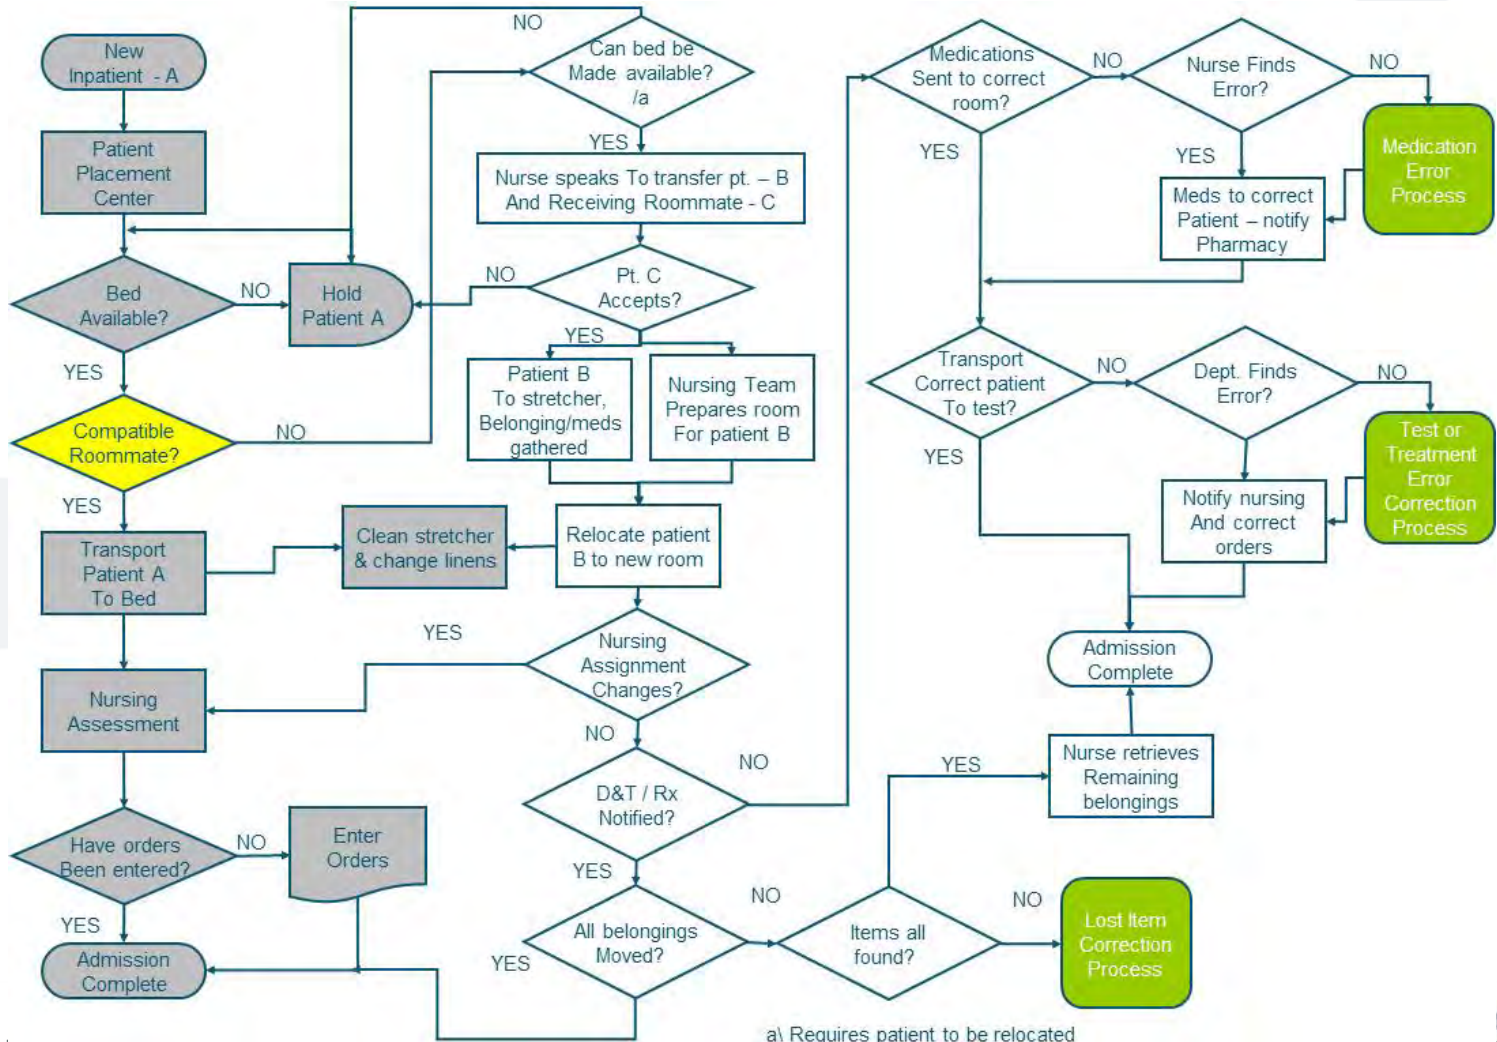 New
Inpatient - A
Patient
Placement
Center
Bed
Available?
NO
Hold
Patient A
YES
Compatible
Roommate?
NO
YES
Transport
Patient A
To Bed
Clean stretcher
& change linens
Nursing
Assessment
Have orders
Been entered?
NO
Enter
Orders
YES
Admission
Complete
NO
Can bed be
Made available?
/a
YES
Nurse speaks To transfer pt. – B
And Receiving Roommate - C
NO
Pt. C
Accepts?
YES
Patient B
To stretcher,
Belonging/meds
gathered
Nursing Team
Prepares room
For patient B
Relocate patient
B to new room
YES
Nursing
Assignment
Changes?
NO
D&T / Rx
Notified?
NO
YES
All belongings
Moved?
YES
NO
Items all
found?
NO
Lost Item
Correction
Process
YES
Nurse retrieves
Remaining
belongings
Admission
Complete
Medications
Sent to correct
room?
NO
Nurse Finds
Error?
NO
Medication
Error
Process
YES
YES
Meds to correct
Patient – notify
Pharmacy
Transport
Correct patient
To test?
NO
Dept. Finds
Error?
NO
Test or
Treatment
Error
Correction
Process
YES
Notify nursing
And correct
orders
a\ Requires patient to be relocated